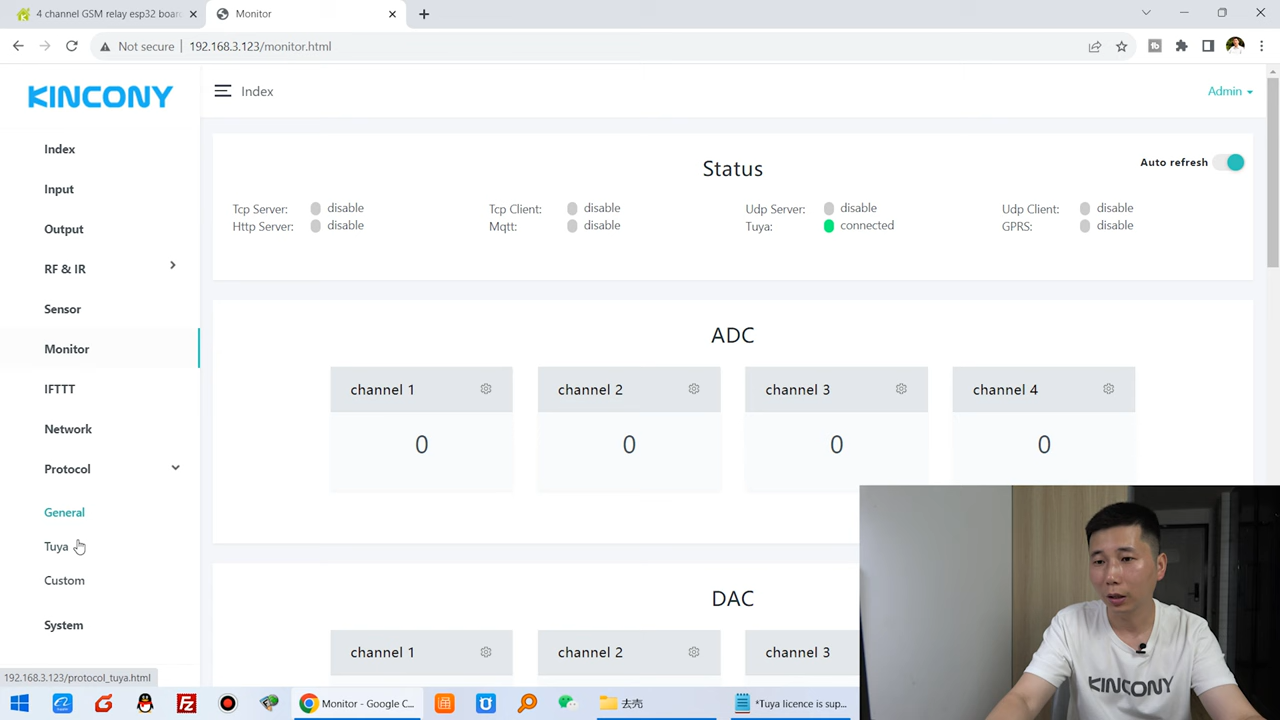 4 channel GSM relay esp32 boar
Monitor
Not secure
192.168.3.123/monitor.html
KINCONY
Index
Admin
Index
Input
Output
RF & IR
Sensor
Monitor
IFTTT
Network
Protocol
General
Tuya
Custom
System
Status
Auto refresh
Tcp Server: disable
Tcp Client: disable
Udp Server: disable
Udp Client: disable
Http Server: disable
Mqtt: disable
Tuya: connected
GPRS: disable
ADC
channel 1
channel 2
channel 3
channel 4
0
0
0
0
DAC
channel 1
channel 2
channel 3
KINCONY
192.168.3.123/protocol_tuya.html
Monitor - Google C...
去壳
*Tuya licence is sup...